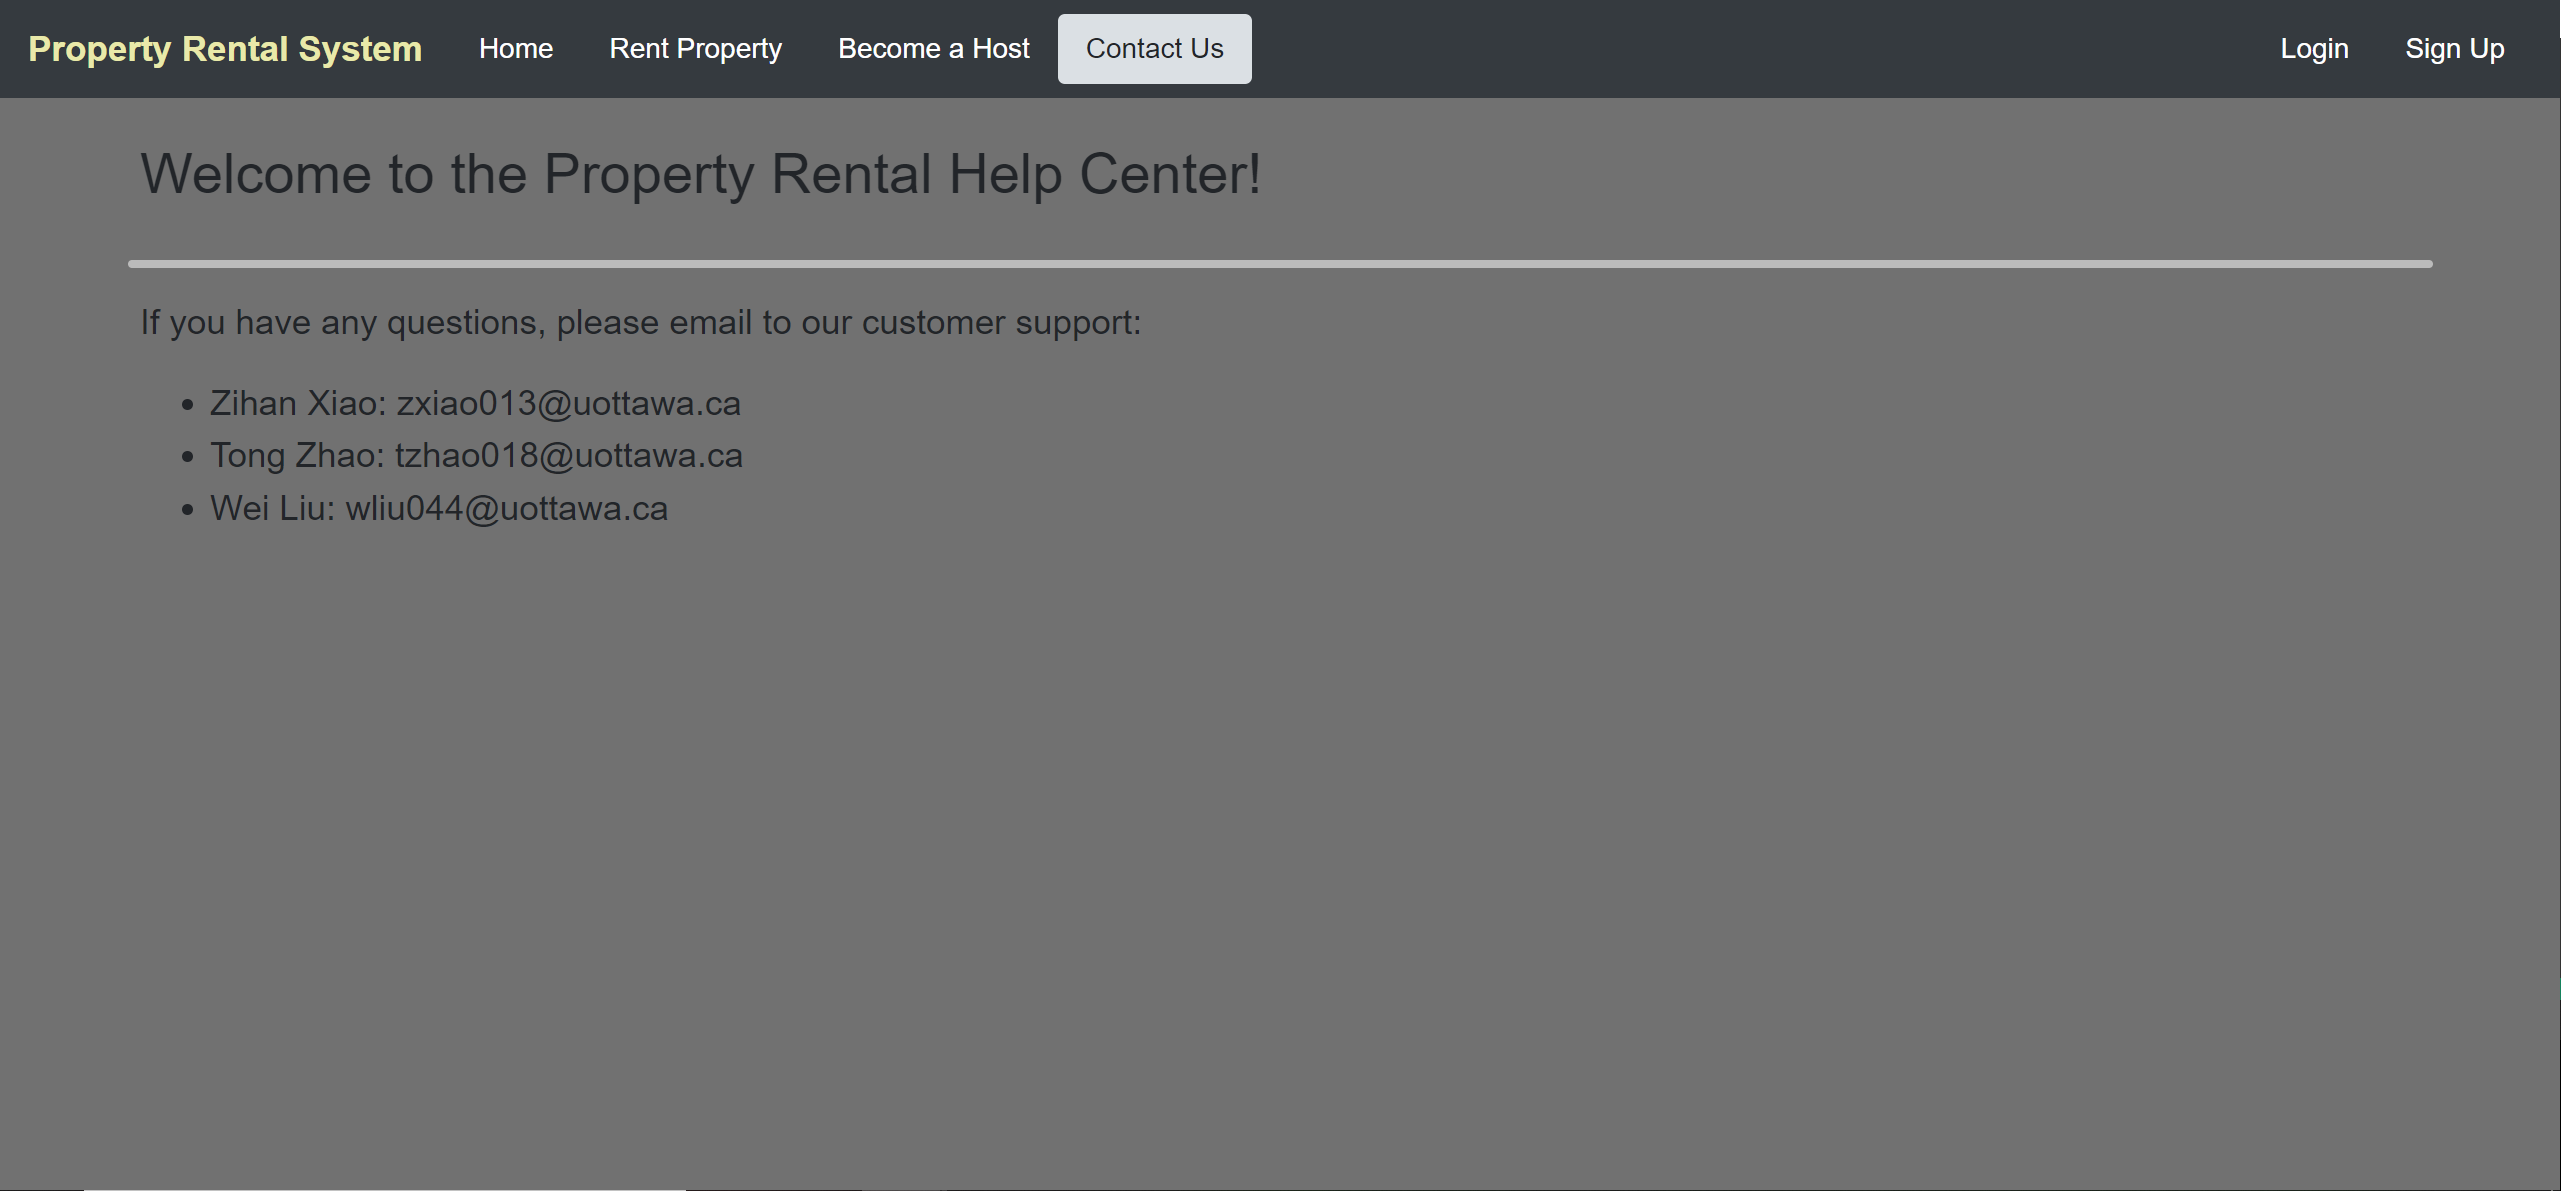 Property Rental System Home Rent Property Become a Host Contact Us Login Sign Up
Welcome to the Property Rental Help Center!
If you have any questions, please email to our customer support:
• Zihan Xiao: zxiao013@uottawa.ca
• Tong Zhao: tzhao018@uottawa.ca
• Wei Liu: wliu044@uottawa.ca